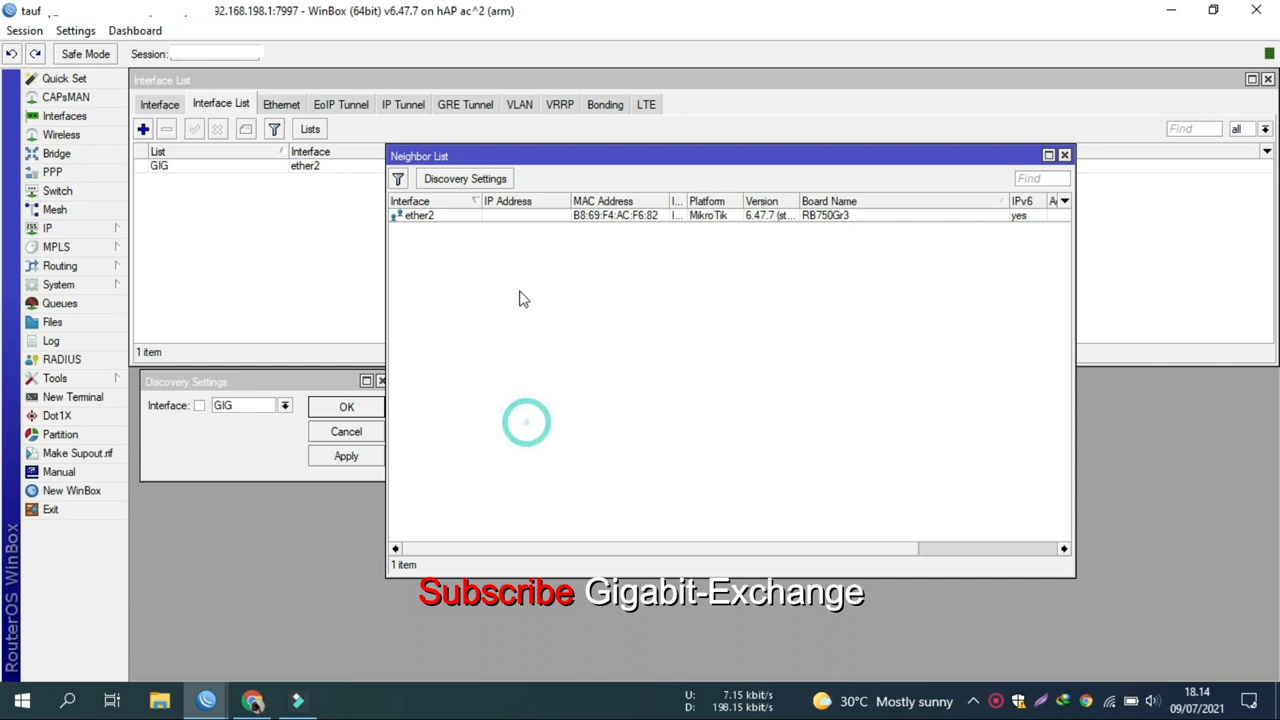 tauf
92.168.198.1:7997 - WinBox (64bit) v6.47.7 on hAP ac^2 (arm)
Session Settings Dashboard
Safe Mode Session:
Interface List
Interface Interface List Ethernet EoIP Tunnel IP Tunnel GRE Tunnel VLAN VRRP Bonding LTE
Lists Find all
List Interface
GIG ether2
1 item
Quick Set
CAPsMAN
Interfaces
Wireless
Bridge
PPP
Switch
Mesh
IP
MPLS
Routing
System
Queues
Files
Log
RADIUS
Tools
New Terminal
Dot1X
Partition
Make Supout.rif
Manual
New WinBox
Exit
RouterOS WinBox
Neighbor List
Discovery Settings Find
Interface IP Address MAC Address I... Platform Version Board Name IPv6
ether2 B8:69:F4:AC:F6:82 I... MikroTik 6.47.7 (st... RB750Gr3 yes
1 item
Discovery Settings
Interface: GIG OK
Cancel
Apply
Subscribe Gigabit-Exchange
U: 7.15 kbit/s
D: 198.15 kbit/s
30°C Mostly sunny
18.14
09/07/2021